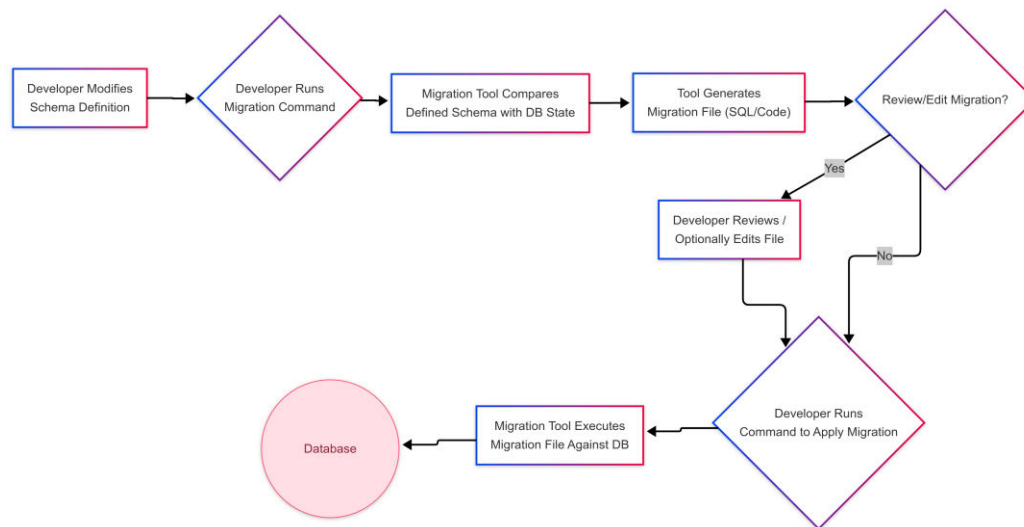 Developer Modifies
Schema Definition
Developer Runs
Migration Command
Migration Tool Compares
Defined Schema with DB State
Tool Generates
Migration File (SQL/Code)
Review/Edit Migration?
Yes
Developer Reviews /
Optionally Edits File
No
Developer Runs
Command to Apply Migration
Migration Tool Executes
Migration File Against DB
Database